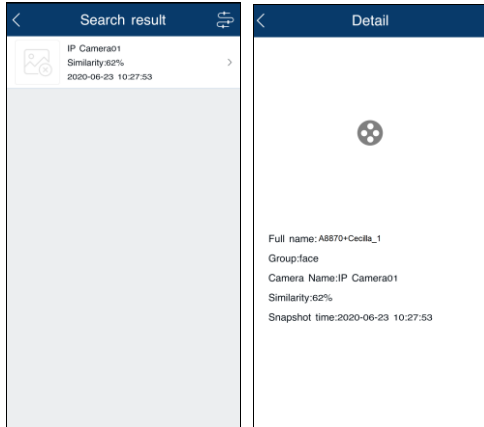 Search result
IP Camera01
Similarity:62%
2020-06-23 10:27:53
Detail
Full name:A8870+Cecilla_1
Group:face
Camera Name:IP Camera01
Similarity:62%
Snapshot time:2020-06-23 10:27:53